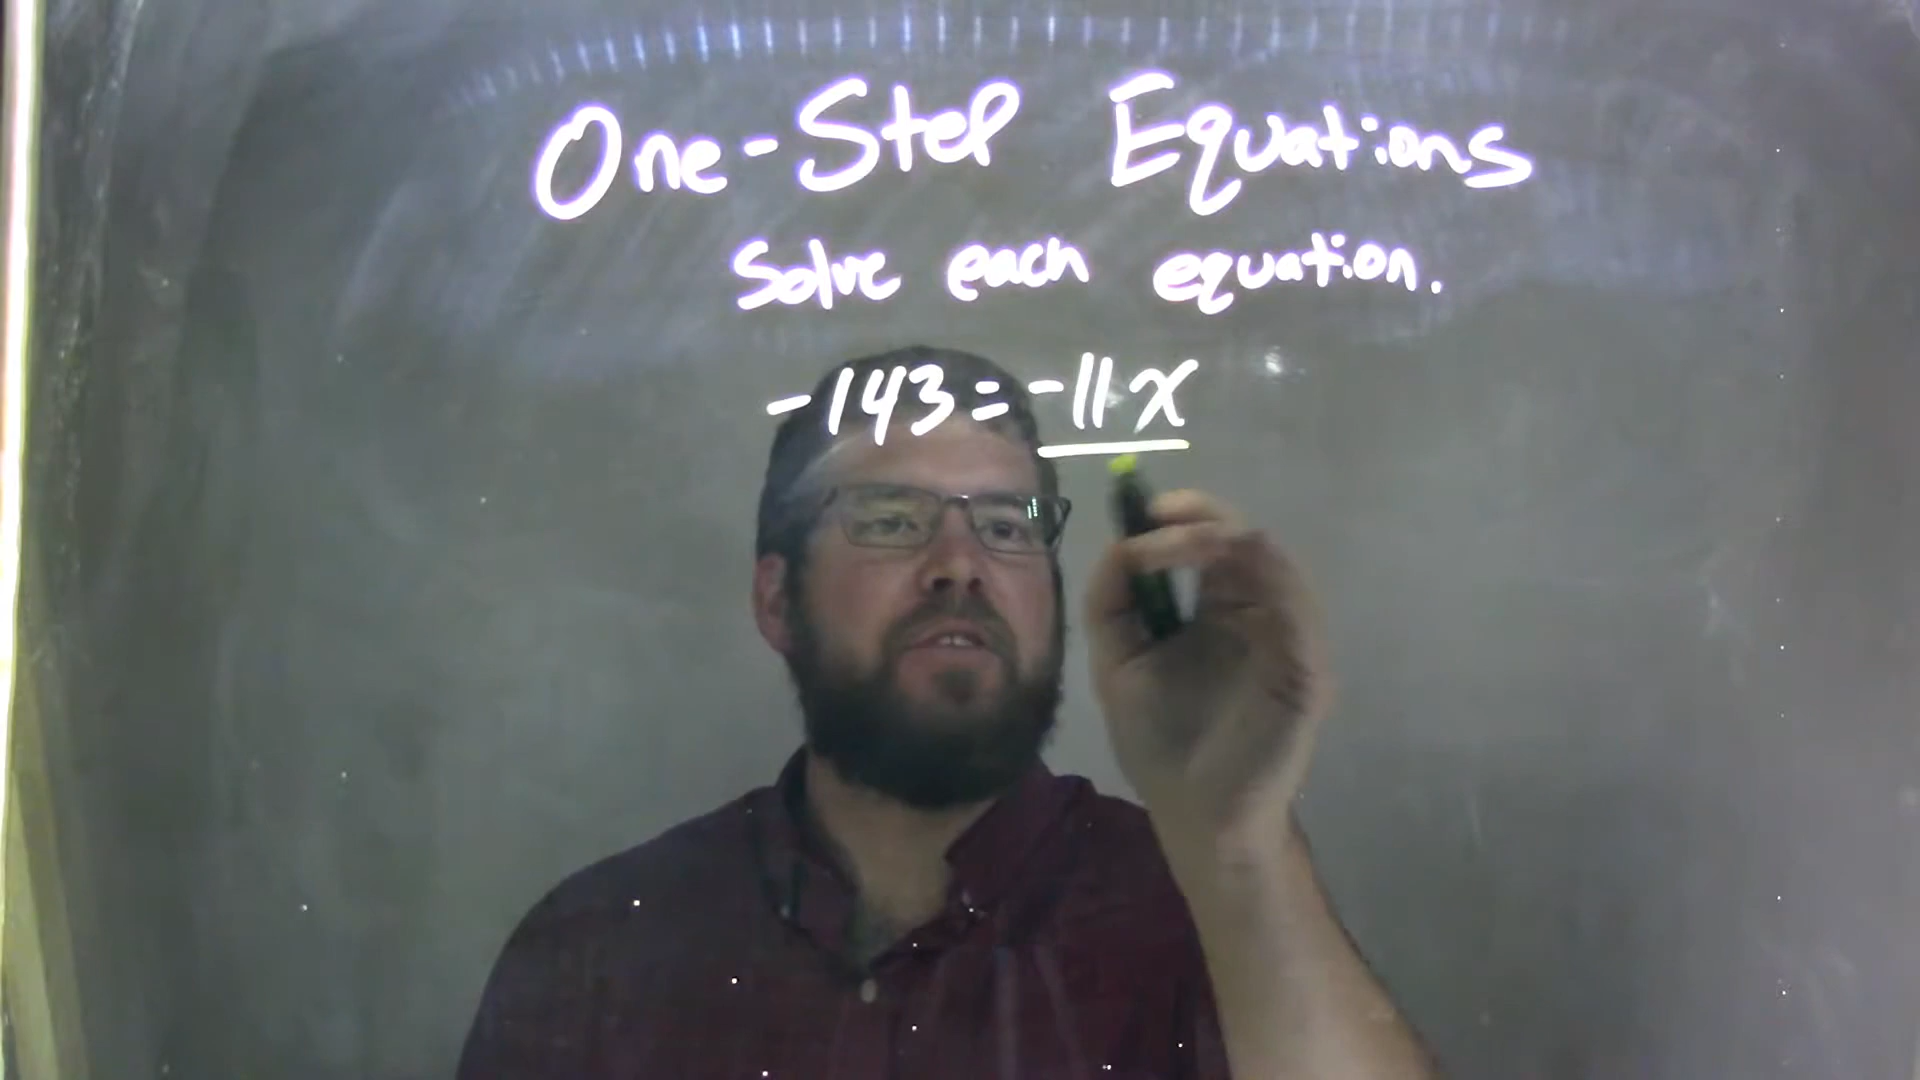 One-Step Equations
Solve each equation.
-143=-11x